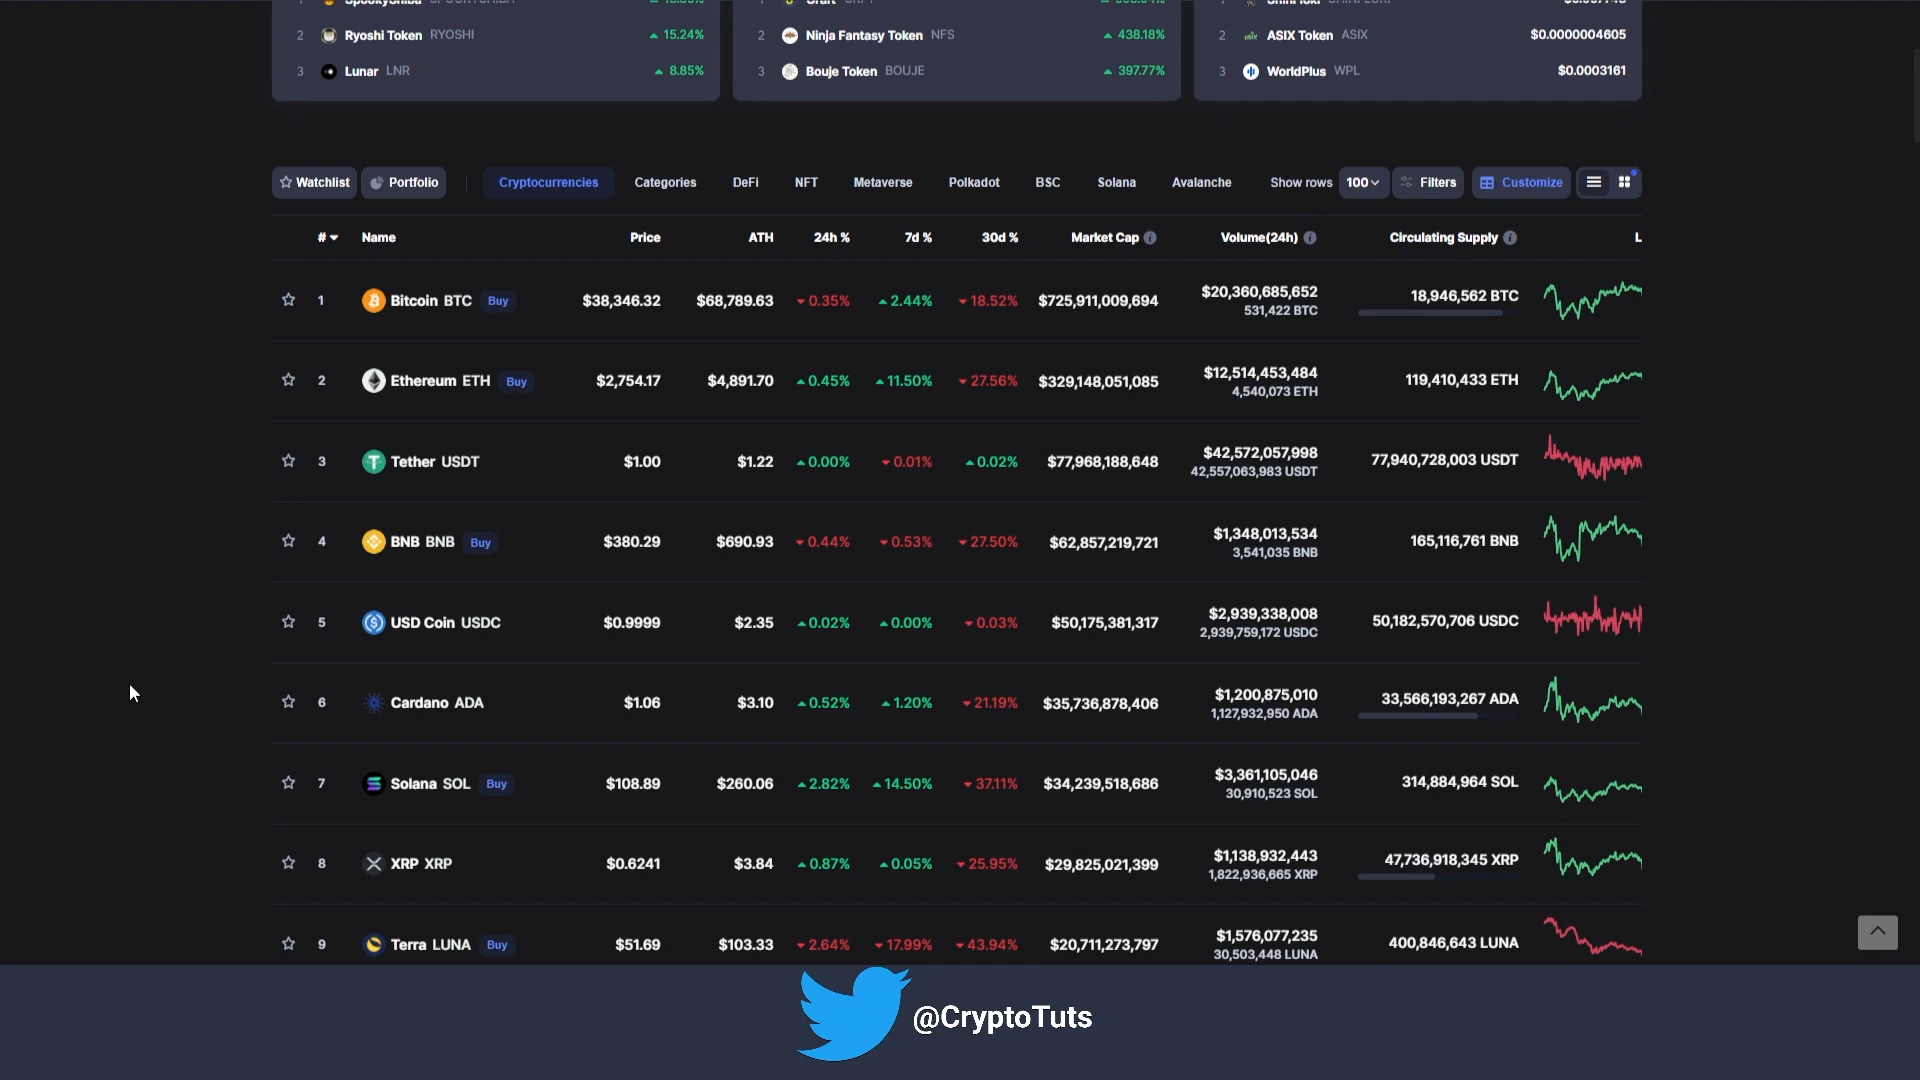 2 Ryoshi Token RYOSHI 15.24% 2 Ninja Fantasy Token NFS 438.18% 2 ASIX Token ASIX $0.0000004605
3 Lunar LNR 8.85% 3 Bouje Token BOUJE 397.77% 3 WorldPlus WPL $0.0003161
Watchlist Portfolio Cryptocurrencies Categories DeFi NFT Metaverse Polkadot BSC Solana Avalanche Show rows 100 Filters Customize
# Name Price ATH 24h % 7d % 30d % Market Cap Volume(24h) Circulating Supply L
1 Bitcoin BTC Buy $38,346.32 $68,789.63 0.35% 2.44% 18.52% $725,911,009,694 $20,360,685,652 18,946,562 BTC
531,422 BTC
2 Ethereum ETH Buy $2,754.17 $4,891.70 0.45% 11.50% 27.56% $329,148,051,085 $12,514,453,484 119,410,433 ETH
4,540,073 ETH
3 Tether USDT $1.00 $1.22 0.00% 0.01% 0.02% $77,968,188,648 $42,572,057,998 77,940,728,003 USDT
42,557,063,983 USDT
4 BNB BNB Buy $380.29 $690.93 0.44% 0.53% 27.50% $62,857,219,721 $1,348,013,534 165,116,761 BNB
3,541,035 BNB
5 USD Coin USDC $0.9999 $2.35 0.02% 0.00% 0.03% $50,175,381,317 $2,939,338,008 50,182,570,706 USDC
2,939,759,172 USDC
6 Cardano ADA $1.06 $3.10 0.52% 1.20% 21.19% $35,736,878,406 $1,200,875,010 33,566,193,267 ADA
1,127,932,950 ADA
7 Solana SOL Buy $108.89 $260.06 2.82% 14.50% 37.11% $34,239,518,686 $3,361,105,046 314,884,964 SOL
30,910,523 SOL
8 XRP XRP $0.6241 $3.84 0.87% 0.05% 25.95% $29,825,021,399 $1,138,932,443 47,736,918,345 XRP
1,822,936,665 XRP
9 Terra LUNA Buy $51.69 $103.33 2.64% 17.99% 43.94% $20,711,273,797 $1,576,077,235 400,846,643 LUNA
30,503,448 LUNA
@CryptoTuts